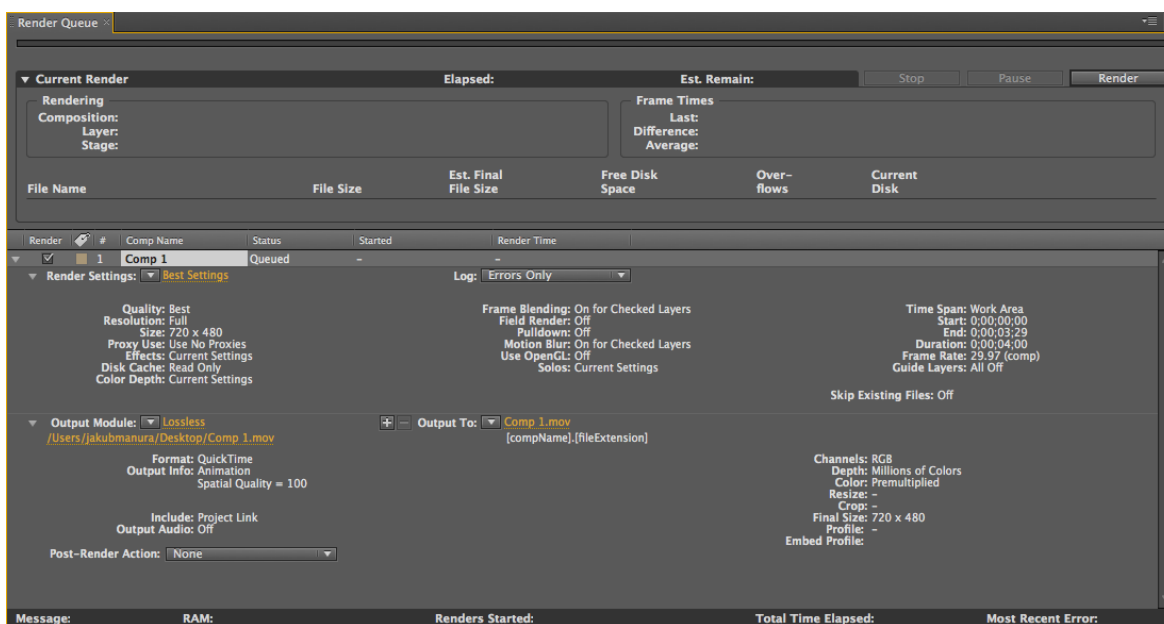 Render Queue ×
Current Render Elapsed: Est. Remain: Stop Pause Render
Rendering Frame Times
Composition: Last:
Layer: Difference:
Stage: Average:
Est. Final Free Disk Over- Current
File Name File Size File Size Space flows Disk
Render # Comp Name Status Started Render Time
1 Comp 1 Queued – –
Render Settings: Best Settings Log: Errors Only
Quality: Best Frame Blending: On for Checked Layers Time Span: Work Area
Resolution: Full Field Render: Off Start: 0;00;00;00
Size: 720 x 480 Pulldown: Off End: 0;00;03;29
Proxy Use: Use No Proxies Motion Blur: On for Checked Layers Duration: 0;00;04;00
Effects: Current Settings Use OpenGL: Off Frame Rate: 29.97 (comp)
Disk Cache: Read Only Solos: Current Settings Guide Layers: All Off
Color Depth: Current Settings
Skip Existing Files: Off
Output Module: Lossless + – Output To: Comp 1.mov
/Users/jakubmanura/Desktop/Comp 1.mov [compName].[fileExtension]
Format: QuickTime Channels: RGB
Output Info: Animation Depth: Millions of Colors
Spatial Quality = 100 Color: Premultiplied
Resize: –
Crop: –
Include: Project Link Final Size: 720 x 480
Output Audio: Off Profile: –
Embed Profile:
Post-Render Action: None
Message: RAM: Renders Started: Total Time Elapsed: Most Recent Error: